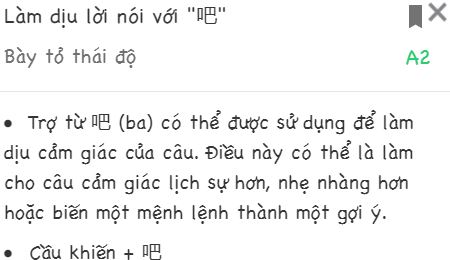 Làm dịu lời nói với "吧"
Bày tỏ thái độ A2
• Trợ từ 吧 (ba) có thể được sử dụng để làm
dịu cảm giác của câu. Điều này có thể là làm
cho câu cảm giác lịch sự hơn, nhẹ nhàng hơn
hoặc biến một mệnh lệnh thành một gợi ý.
• Cầu khiến + 吧